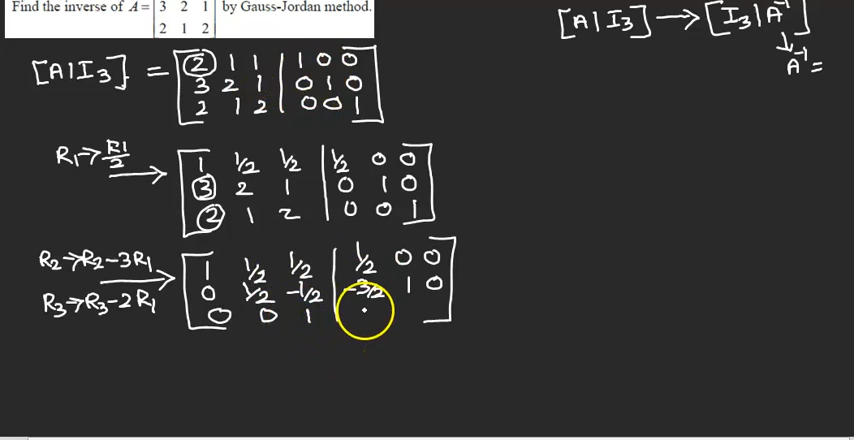 Find the inverse of A = | 3 2 1 | by Gauss-Jordan method.
2 1 2
[A | I3] → [I3 | A⁻¹]
↓
A⁻¹ =
[A | I3] = [ 2 1 1 | 1 0 0
3 2 1 | 0 1 0
2 1 2 | 0 0 1 ]
R1 → R1/2 → [ 1 1/2 1/2 | 1/2 0 0
3 2 1 | 0 1 0
2 1 2 | 0 0 1 ]
R2 → R2 - 3R1
R3 → R3 - 2R1
→ [ 1 1/2 1/2 | 1/2 0 0
0 1/2 -1/2 | -3/2 1 0
0 0 1 | ]